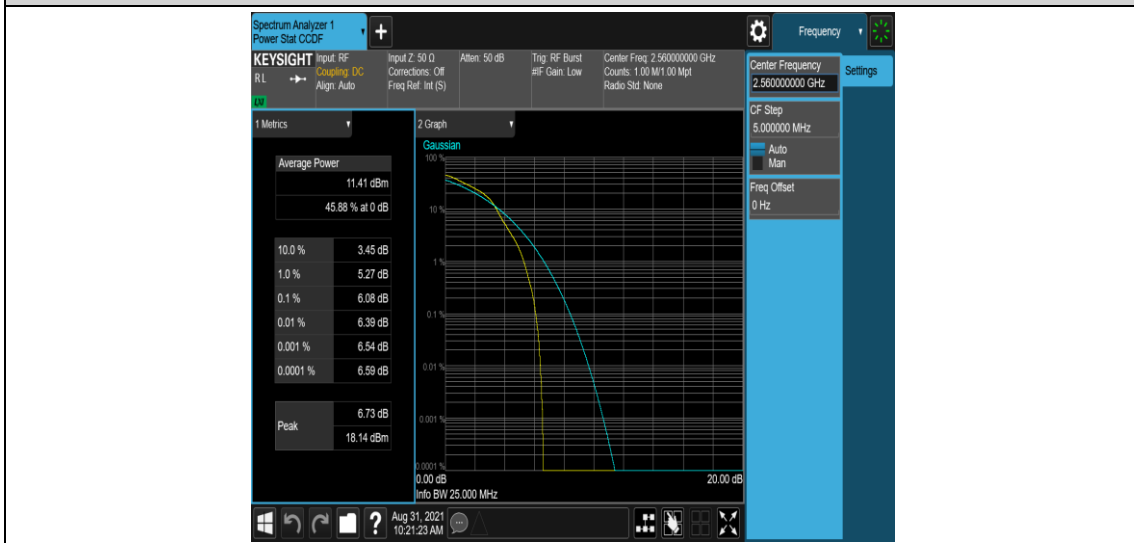 Spectrum Analyzer 1
Power Stat CCDF
+
Frequency
KEYSIGHT
RL
Input: RF
Coupling: DC
Align: Auto
Input Z: 50 Ω
Corrections: Off
Freq Ref: Int (S)
Atten: 50 dB
Trig: RF Burst
#IF Gain: Low
Center Freq: 2.560000000 GHz
Counts: 1.00 M/1.00 Mpt
Radio Std: None
Center Frequency
2.560000000 GHz
Settings
CF Step
5.000000 MHz
Auto
Man
Freq Offset
0 Hz
1 Metrics
Average Power
11.41 dBm
45.88 % at 0 dB
10.0 % 3.45 dB
1.0 % 5.27 dB
0.1 % 6.08 dB
0.01 % 6.39 dB
0.001 % 6.54 dB
0.0001 % 6.59 dB
Peak
6.73 dB
18.14 dBm
2 Graph
Gaussian
100 %
10 %
1 %
0.1 %
0.01 %
0.001 %
0.0001 %
0.00 dB 20.00 dB
Info BW 25.000 MHz
?
Aug 31, 2021
10:21:23 AM